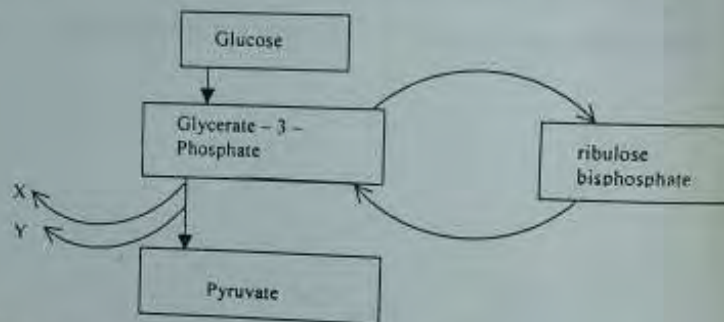 Glucose
Glycerate – 3 –
Phosphate
ribulose
bisphosphate
X
Y
Pyruvate